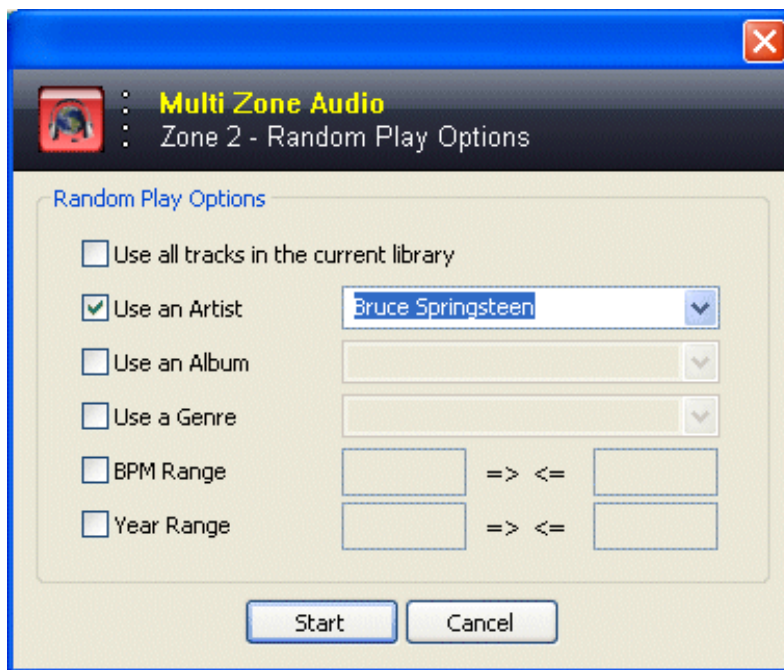 Multi Zone Audio
Zone 2 - Random Play Options
Random Play Options
Use all tracks in the current library
Use an Artist Bruce Springsteen
Use an Album
Use a Genre
BPM Range => <=
Year Range => <=
Start Cancel